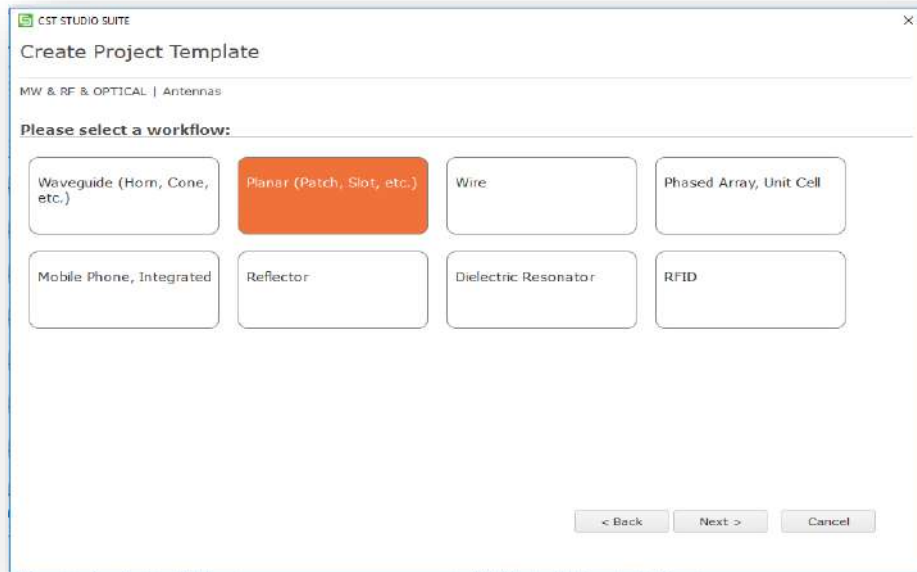 CST STUDIO SUITE
Create Project Template
MW & RF & OPTICAL | Antennas
Please select a workflow:
Waveguide (Horn, Cone,
etc.)
Planar (Patch, Slot, etc.)
Wire
Phased Array, Unit Cell
Mobile Phone, Integrated
Reflector
Dielectric Resonator
RFID
< Back
Next >
Cancel